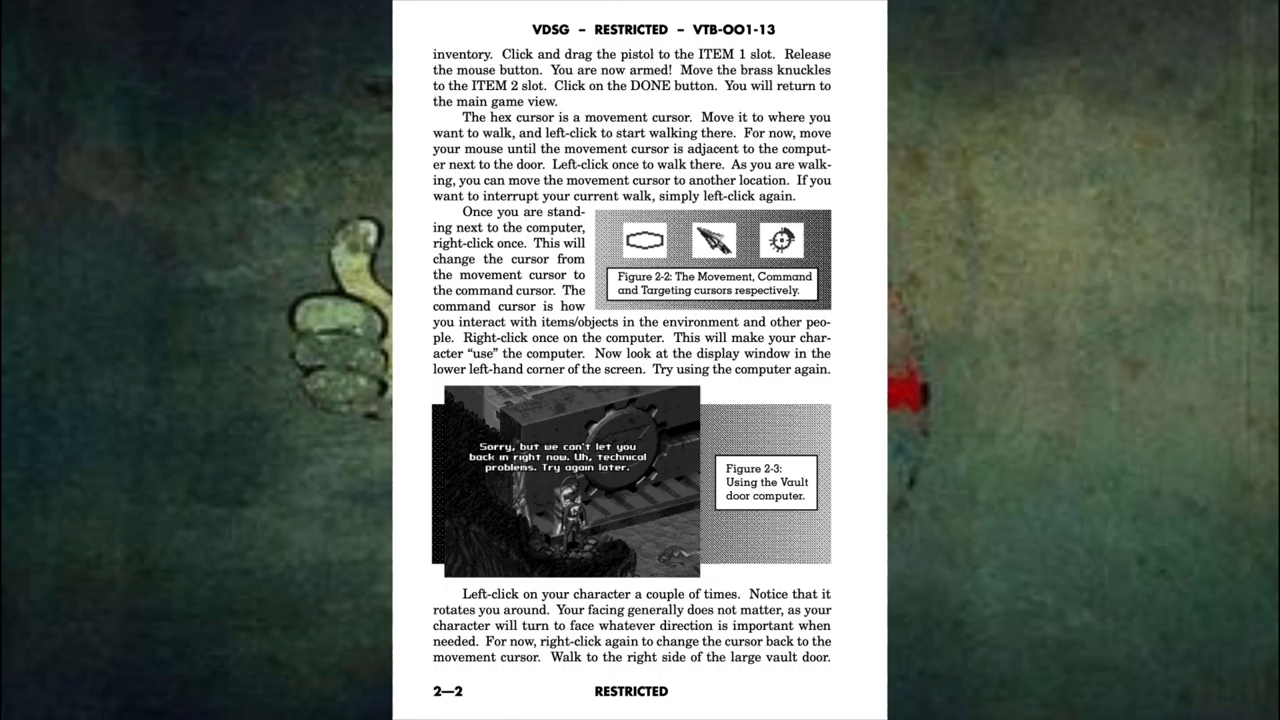 VDSG – RESTRICTED – VTB-001-13
inventory. Click and drag the pistol to the ITEM 1 slot. Release
the mouse button. You are now armed! Move the brass knuckles
to the ITEM 2 slot. Click on the DONE button. You will return to
the main game view.
The hex cursor is a movement cursor. Move it to where you
want to walk, and left-click to start walking there. For now, move
your mouse until the movement cursor is adjacent to the comput-
er next to the door. Left-click once to walk there. As you are walk-
ing, you can move the movement cursor to another location. If you
want to interrupt your current walk, simply left-click again.
Once you are stand-
ing next to the computer,
right-click once. This will
change the cursor from
the movement cursor to
the command cursor. The
command cursor is how
Figure 2-2: The Movement, Command
and Targeting cursors respectively.
you interact with items/objects in the environment and other peo-
ple. Right-click once on the computer. This will make your char-
acter “use” the computer. Now look at the display window in the
lower left-hand corner of the screen. Try using the computer again.
Sorry, but we can't let you
back in right now. Uh, technical
problems. Try again later.
Figure 2-3:
Using the Vault
door computer.
Left-click on your character a couple of times. Notice that it
rotates you around. Your facing generally does not matter, as your
character will turn to face whatever direction is important when
needed. For now, right-click again to change the cursor back to the
movement cursor. Walk to the right side of the large vault door.
2—2
RESTRICTED